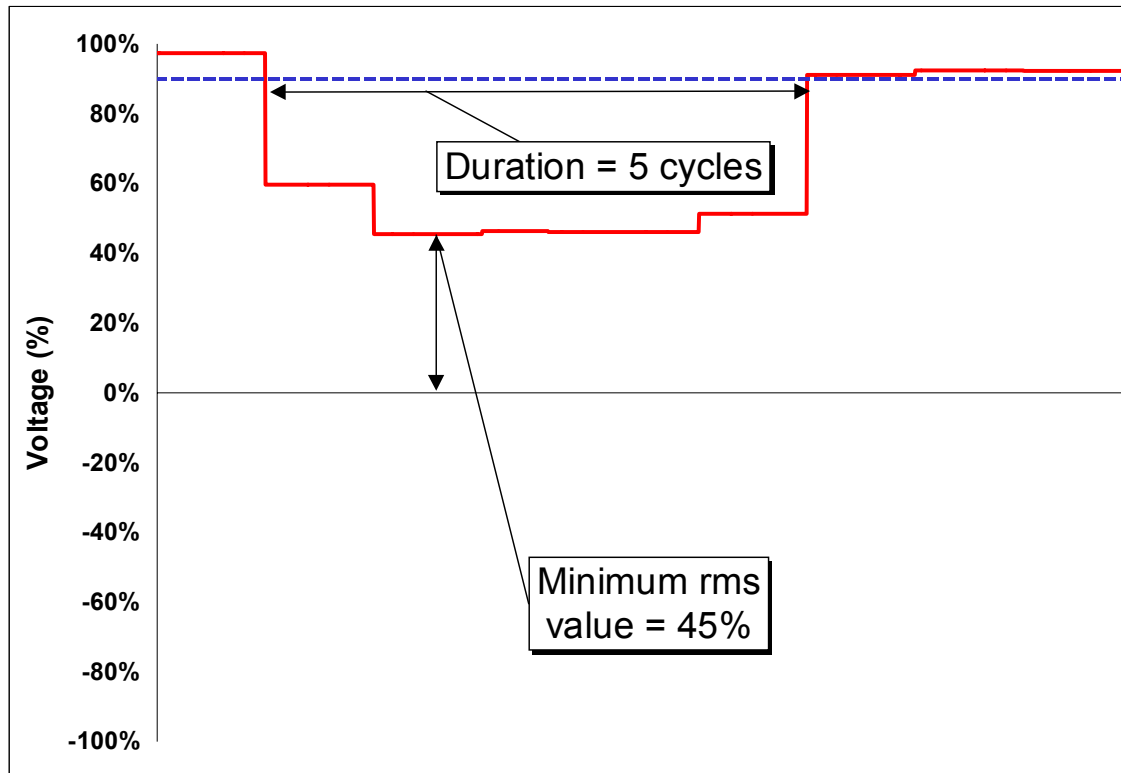 100%
80%
Duration = 5 cycles
60%
40%
20%
0%
-20%
-40%
Minimum rms
value = 45%
-60%
-80%
-100%
Voltage (%)